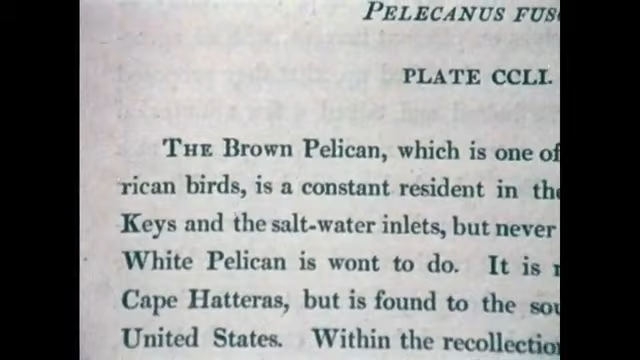 PELECANUS FUS
PLATE CCLI.
THE Brown Pelican, which is one of
rican birds, is a constant resident in the
Keys and the salt-water inlets, but never
White Pelican is wont to do. It is
Cape Hatteras, but is found to the sou
United States. Within the recollection